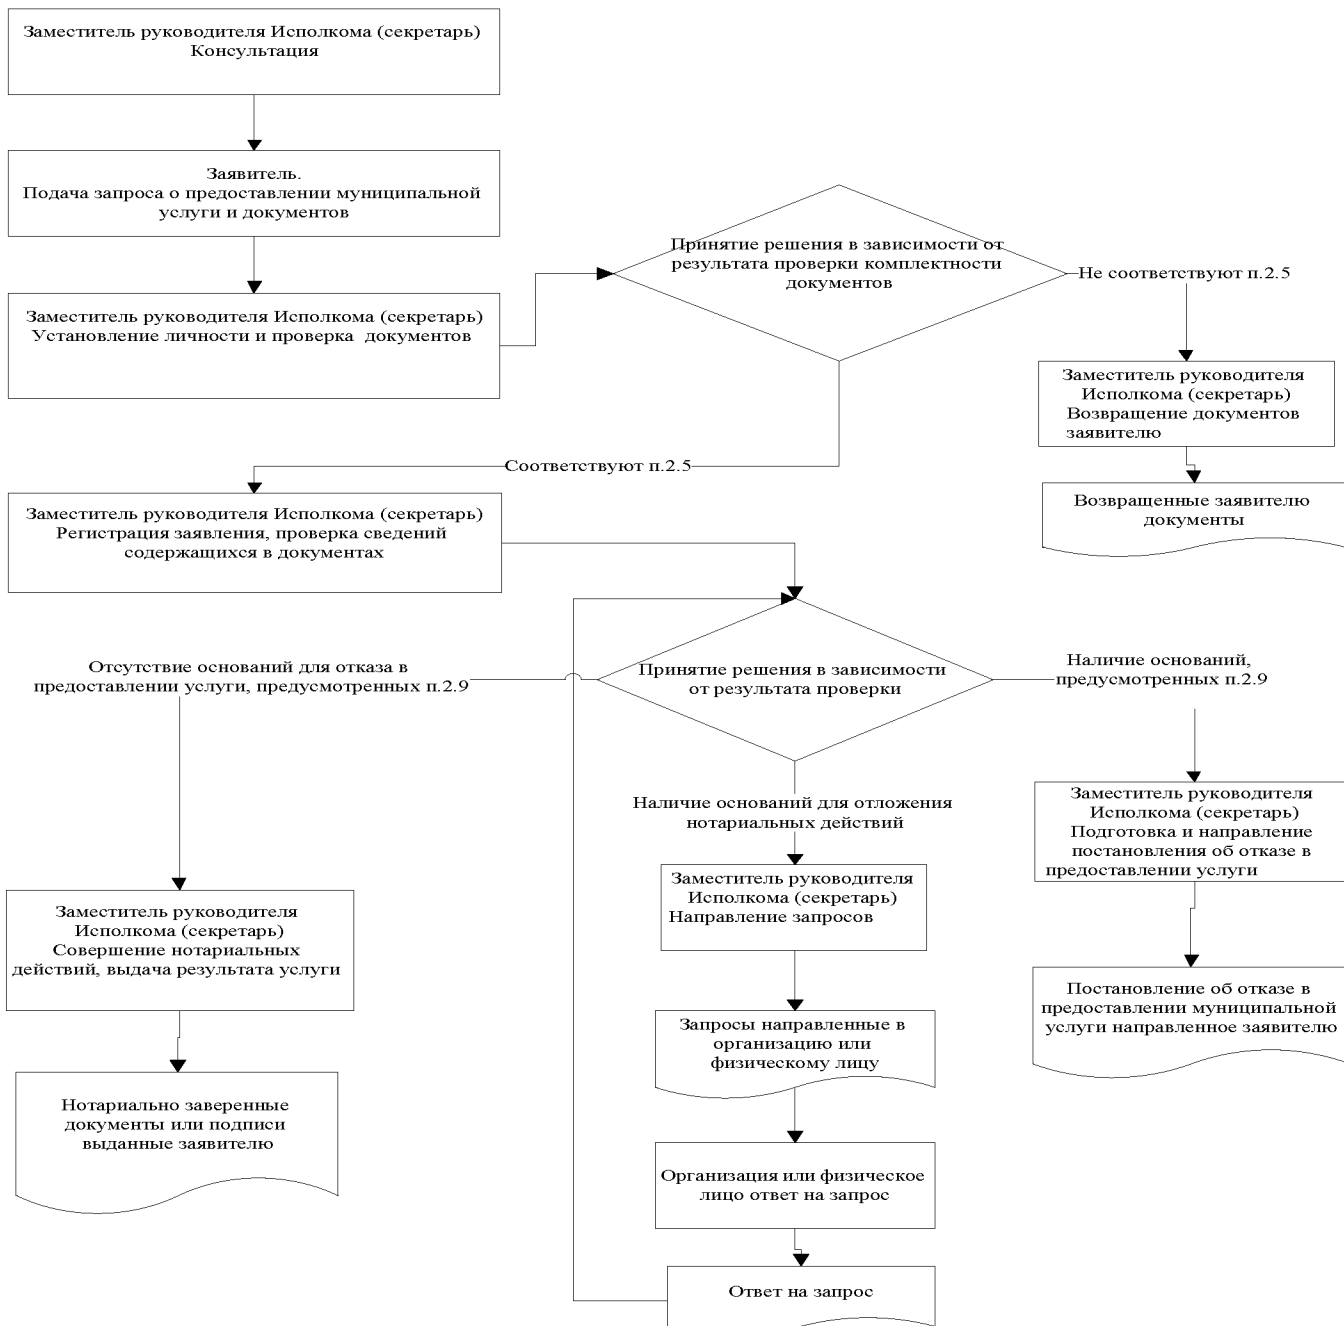 Заместитель руководителя Исполкома (секретарь)
Консультация
Заявитель.
Подача запроса о предоставлении муниципальной
услуги и документов
Заместитель руководителя Исполкома (секретарь)
Установление личности и проверка документов
Принятие решения в зависимости от
результата проверки комплектности
документов
Не соответствуют п.2.5
Заместитель руководителя
Исполкома (секретарь)
Возвращение документов
заявителю
Возвращенные заявителю
документы
Соответствуют п.2.5
Заместитель руководителя Исполкома (секретарь)
Регистрация заявления, проверка сведений
содержащихся в документах
Принятие решения в зависимости
от результата проверки
Отсутствие оснований для отказа в
предоставлении услуги, предусмотренных п.2.9
Наличие оснований,
предусмотренных п.2.9
Наличие оснований для отложения
нотариальных действий
Заместитель руководителя
Исполкома (секретарь)
Совершение нотариальных
действий, выдача результата услуги
Нотариально заверенные
документы или подписи
выданные заявителю
Заместитель руководителя
Исполкома (секретарь)
Направление запросов
Запросы направленные в
организацию или
физическому лицу
Организация или физическое
лицо ответ на запрос
Ответ на запрос
Заместитель руководителя
Исполкома (секретарь)
Подготовка и направление
постановления об отказе в
предоставлении услуги
Постановление об отказе в
предоставлении муниципальной
услуги направленное заявителю